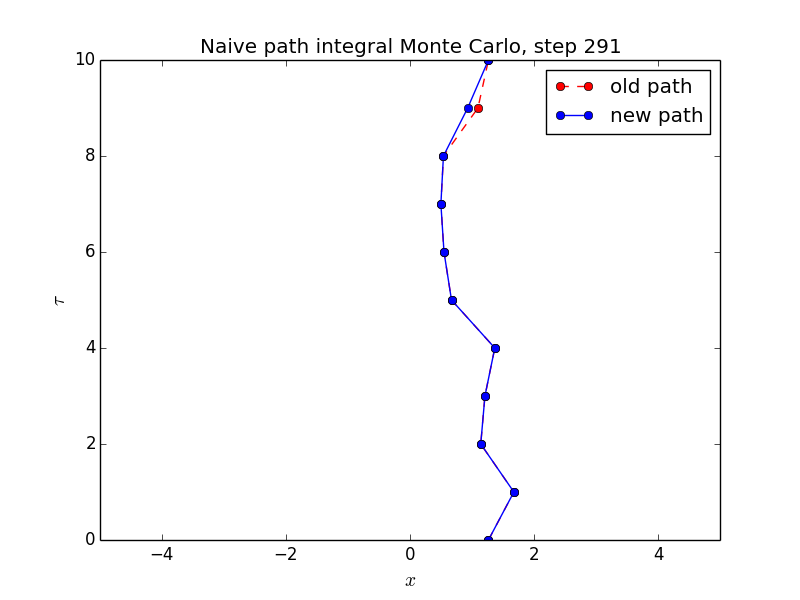 Naive path integral Monte Carlo, step 291
old path
new path
10
8
6
4
2
0
τ
−4 −2 0 2 4
x